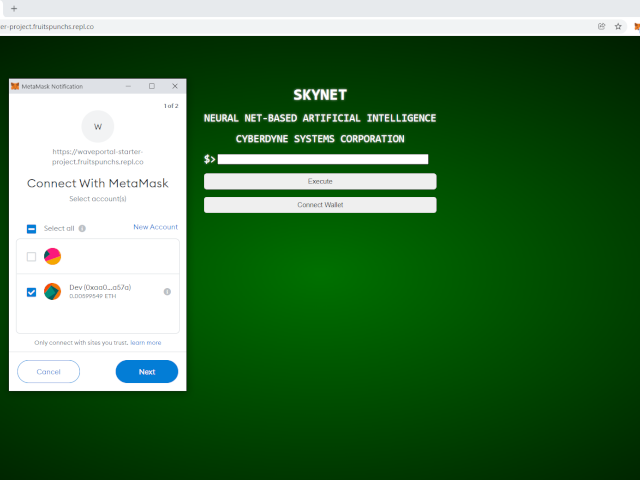 er-project.fruitspunchs.repl.co
MetaMask Notification
1 of 2
W
https://waveportal-starter-
project.fruitspunchs.repl.co
Connect With MetaMask
Select account(s)
Select all
New Account
Dev (0xaa0...a57a)
0.00599549 ETH
Only connect with sites you trust. learn more
Cancel
Next
SKYNET
NEURAL NET-BASED ARTIFICIAL INTELLIGENCE
CYBERDYNE SYSTEMS CORPORATION
$>
Execute
Connect Wallet